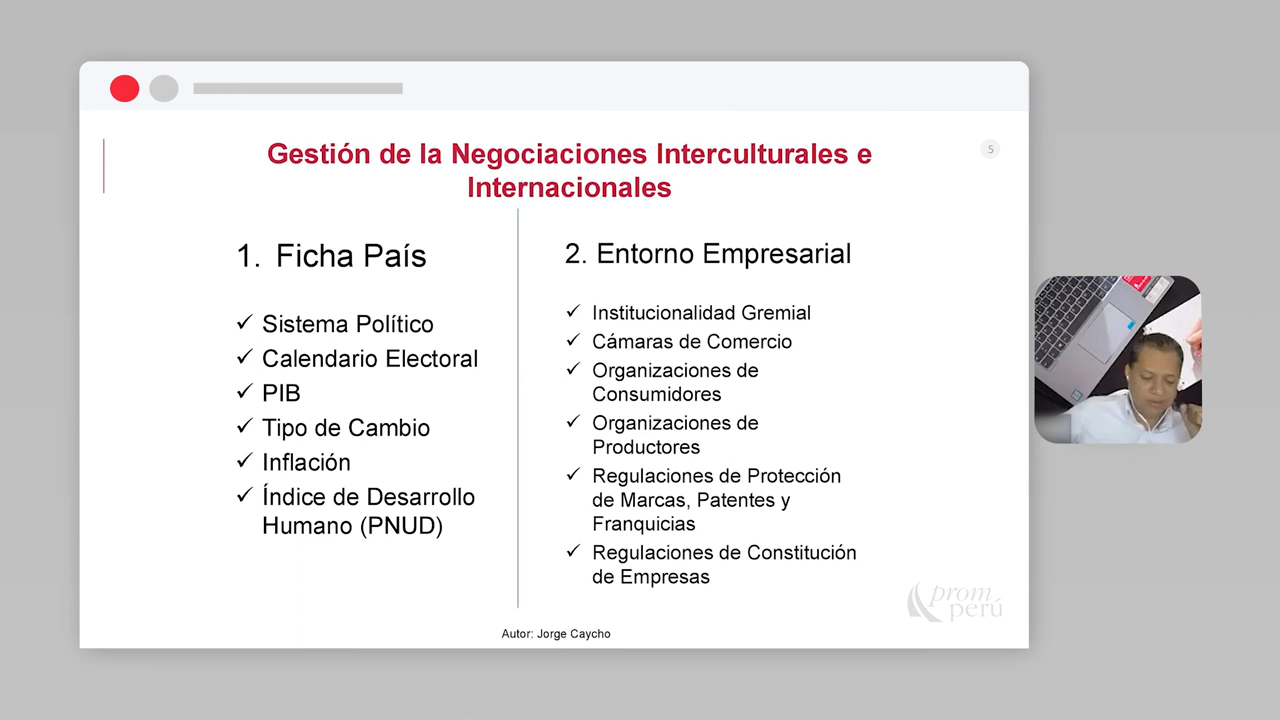 Gestión de la Negociaciones Interculturales e
Internacionales
5
1. Ficha País
✓ Sistema Político
✓ Calendario Electoral
✓ PIB
✓ Tipo de Cambio
✓ Inflación
✓ Índice de Desarrollo
Humano (PNUD)
2. Entorno Empresarial
✓ Institucionalidad Gremial
✓ Cámaras de Comercio
✓ Organizaciones de
Consumidores
✓ Organizaciones de
Productores
✓ Regulaciones de Protección
de Marcas, Patentes y
Franquicias
✓ Regulaciones de Constitución
de Empresas
prom
perú
Autor: Jorge Caycho